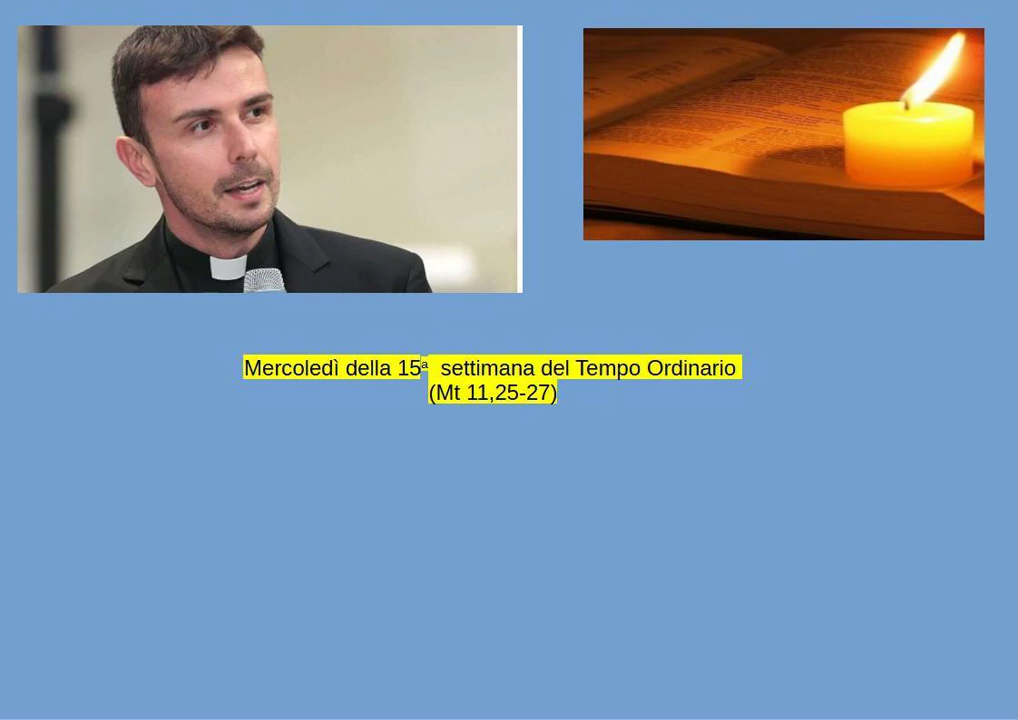 Mercoledì della 15ª  settimana del Tempo Ordinario
(Mt 11,25-27)